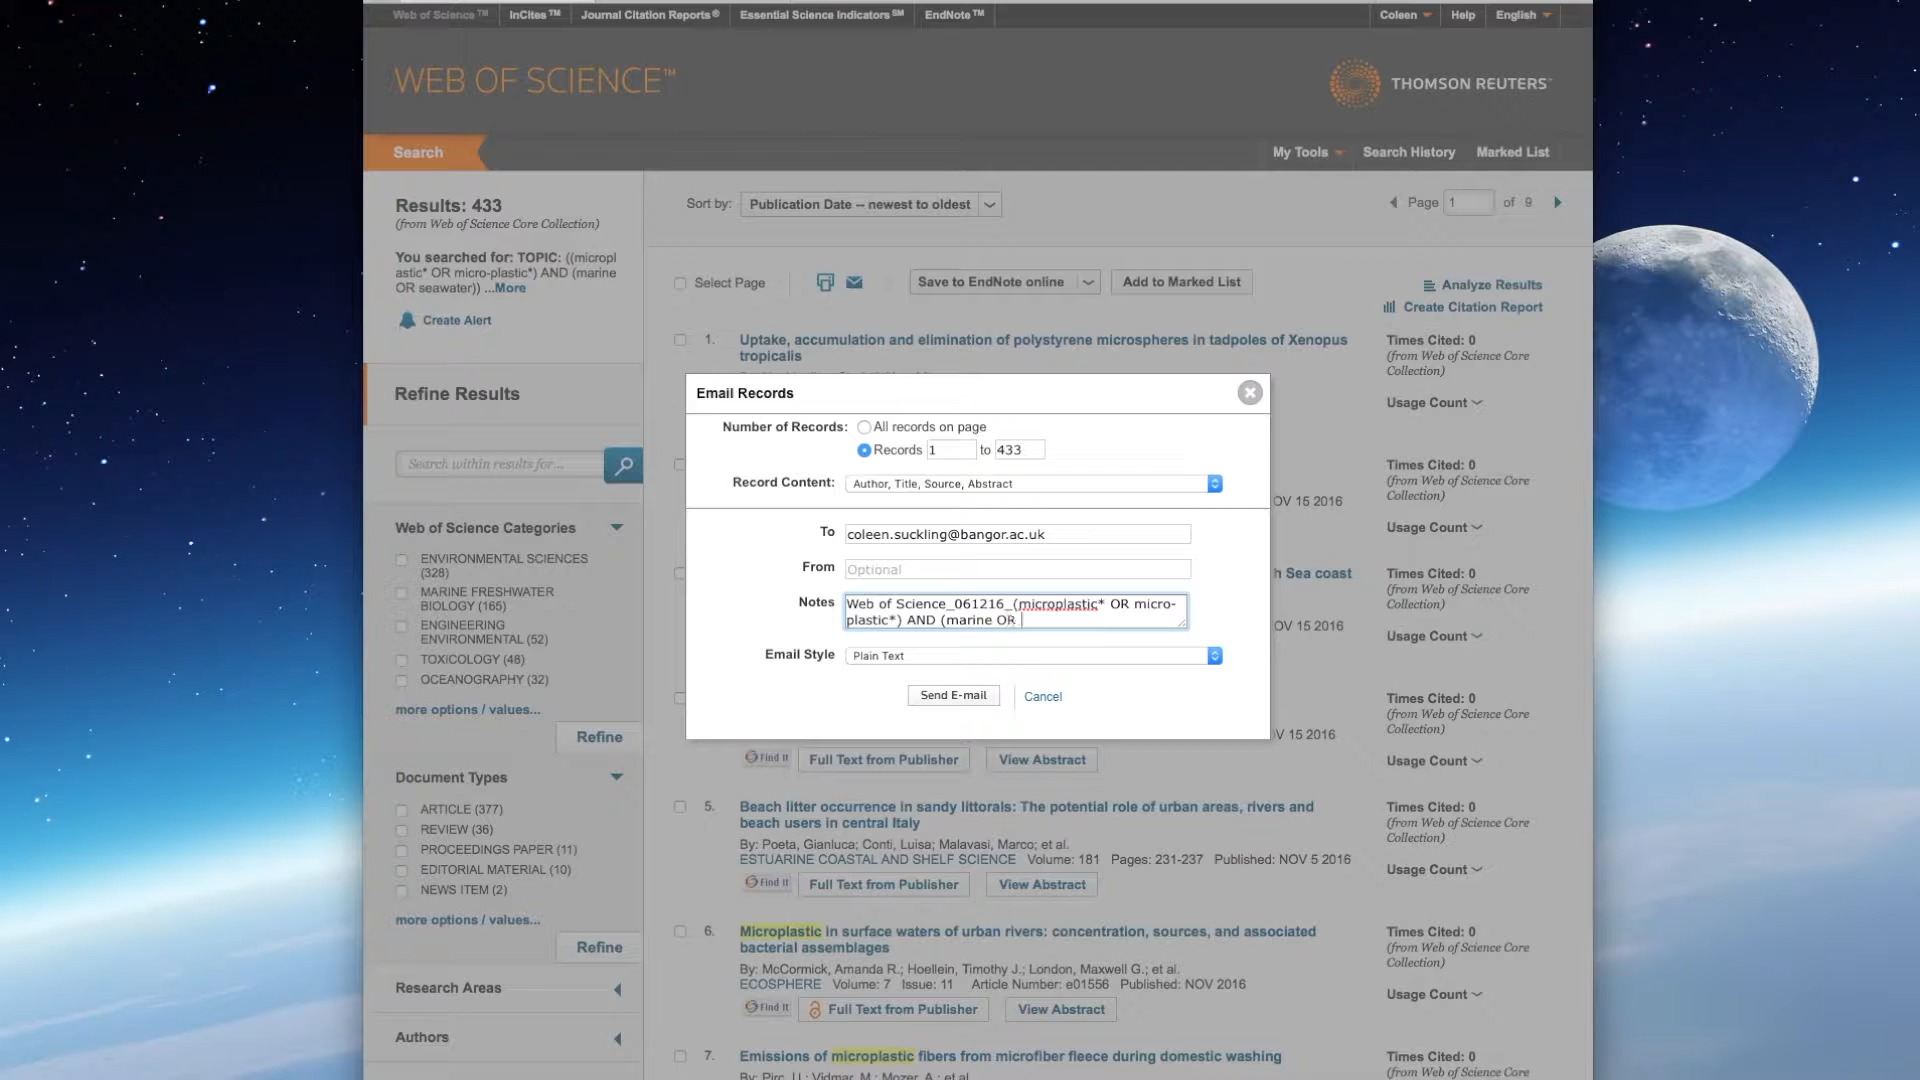 Web of Science™ InCites™ Journal Citation Reports® Essential Science Indicators℠ EndNote™ Coleen Help English
WEB OF SCIENCE™
THOMSON REUTERS™
Search
My Tools Search History Marked List
Results: 433
(from Web of Science Core Collection)
You searched for: TOPIC: ((micropl
astic* OR micro-plastic*) AND (marine
OR seawater)) ...More
Create Alert
Refine Results
Search within results for...
Web of Science Categories
ENVIRONMENTAL SCIENCES
(328)
MARINE FRESHWATER
BIOLOGY (165)
ENGINEERING
ENVIRONMENTAL (52)
TOXICOLOGY (48)
OCEANOGRAPHY (32)
more options / values...
Refine
Document Types
ARTICLE (377)
REVIEW (36)
PROCEEDINGS PAPER (11)
EDITORIAL MATERIAL (10)
NEWS ITEM (2)
more options / values...
Refine
Research Areas
Authors
Sort by: Publication Date -- newest to oldest
Page 1 of 9
Select Page
Save to EndNote online
Add to Marked List
Analyze Results
Create Citation Report
1. Uptake, accumulation and elimination of polystyrene microspheres in tadpoles of Xenopus
tropicalis
Times Cited: 0
(from Web of Science Core
Collection)
Usage Count
Email Records
Number of Records: All records on page
Records 1 to 433
Record Content: Author, Title, Source, Abstract
To coleen.suckling@bangor.ac.uk
From Optional
Notes Web of Science_061216_(microplastic* OR micro-
plastic*) AND (marine OR
Email Style Plain Text
Send E-mail Cancel
Times Cited: 0
(from Web of Science Core
Collection)
OV 15 2016
Usage Count
h Sea coast
Times Cited: 0
(from Web of Science Core
Collection)
OV 15 2016
Usage Count
Times Cited: 0
(from Web of Science Core
Collection)
V 15 2016
Usage Count
Find It Full Text from Publisher View Abstract
5. Beach litter occurrence in sandy littorals: The potential role of urban areas, rivers and
beach users in central Italy
By: Poeta, Gianluca; Conti, Luisa; Malavasi, Marco; et al.
ESTUARINE COASTAL AND SHELF SCIENCE Volume: 181 Pages: 231-237 Published: NOV 5 2016
Find It Full Text from Publisher View Abstract
Times Cited: 0
(from Web of Science Core
Collection)
Usage Count
6. Microplastic in surface waters of urban rivers: concentration, sources, and associated
bacterial assemblages
By: McCormick, Amanda R.; Hoellein, Timothy J.; London, Maxwell G.; et al.
ECOSPHERE Volume: 7 Issue: 11 Article Number: e01556 Published: NOV 2016
Find It Full Text from Publisher View Abstract
Times Cited: 0
(from Web of Science Core
Collection)
Usage Count
7. Emissions of microplastic fibers from microfiber fleece during domestic washing
By: Pirc, U.; Vidmar, M.; Mozer, A.; et al.
Times Cited: 0
(from Web of Science Core